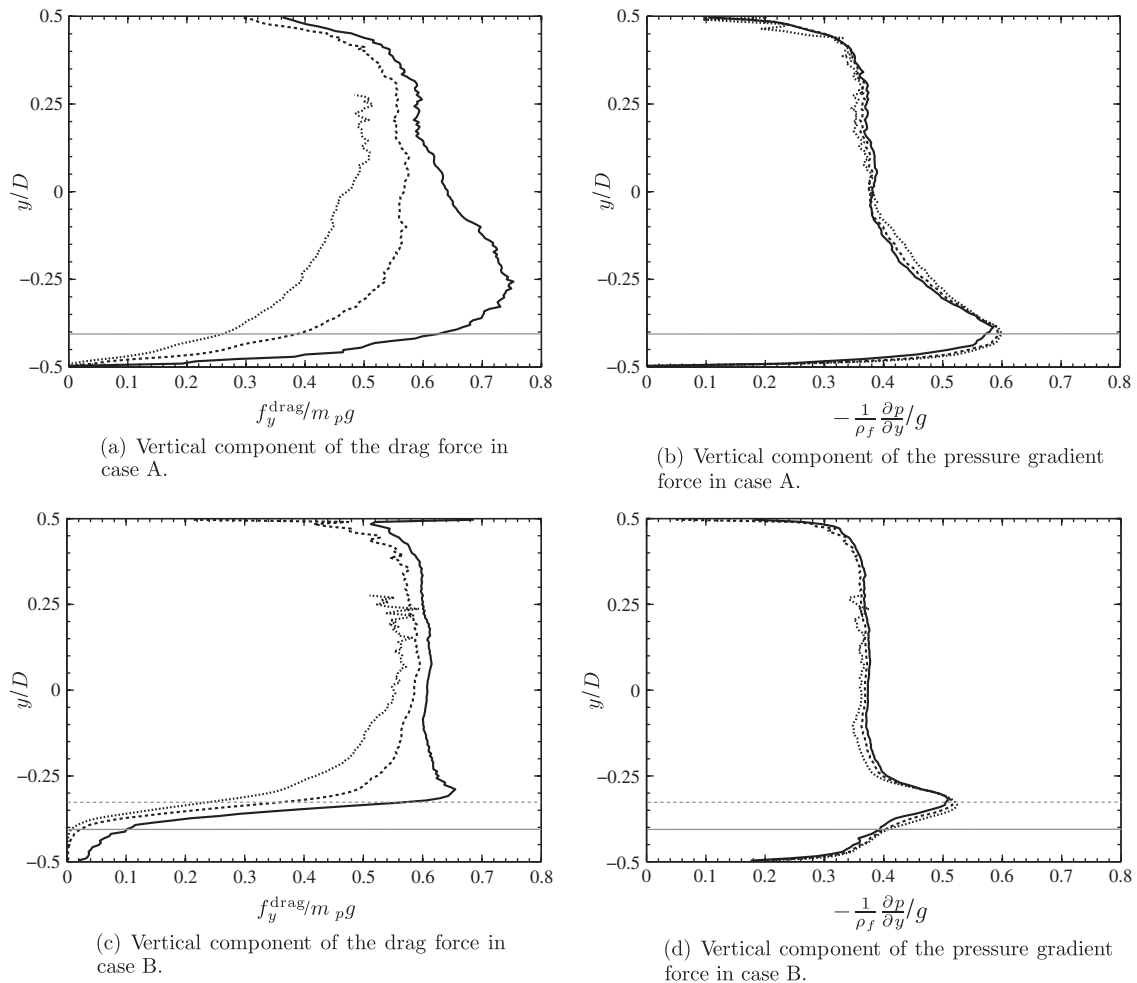 0.5
0.25
0
−0.25
−0.5
y/D
0 0.1 0.2 0.3 0.4 0.5 0.6 0.7 0.8
f_y^drag/m_p g
(a) Vertical component of the drag force in
case A.
0.5
0.25
0
−0.25
−0.5
y/D
0 0.1 0.2 0.3 0.4 0.5 0.6 0.7 0.8
− 1/ρ_f ∂p/∂y /g
(b) Vertical component of the pressure gradient
force in case A.
0.5
0.25
0
−0.25
−0.5
y/D
0 0.1 0.2 0.3 0.4 0.5 0.6 0.7 0.8
f_y^drag/m_p g
(c) Vertical component of the drag force in
case B.
0.5
0.25
0
−0.25
−0.5
y/D
0 0.1 0.2 0.3 0.4 0.5 0.6 0.7 0.8
− 1/ρ_f ∂p/∂y /g
(d) Vertical component of the pressure gradient
force in case B.